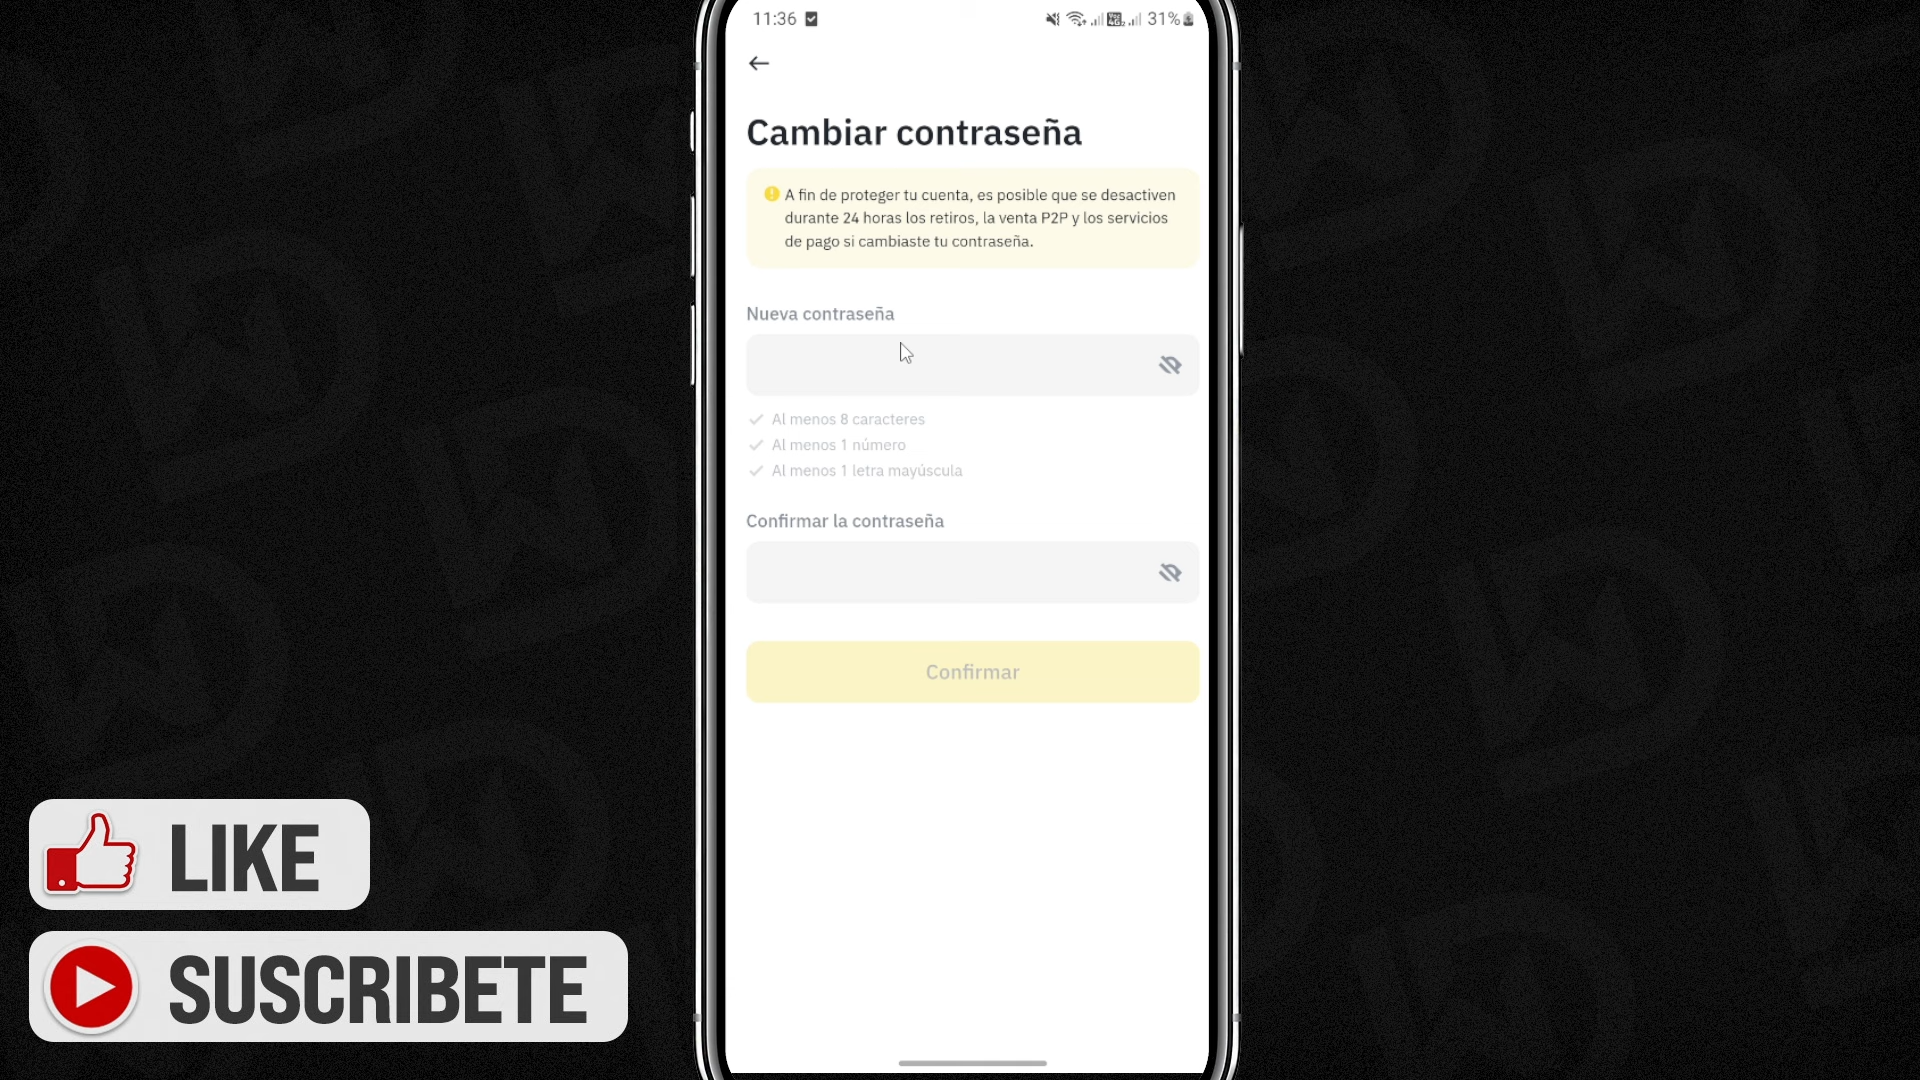 11:36
31%
Cambiar contraseña
A fin de proteger tu cuenta, es posible que se desactiven
durante 24 horas los retiros, la venta P2P y los servicios
de pago si cambiaste tu contraseña.
Nueva contraseña
Al menos 8 caracteres
Al menos 1 número
Al menos 1 letra mayúscula
Confirmar la contraseña
Confirmar
LIKE
SUSCRIBETE